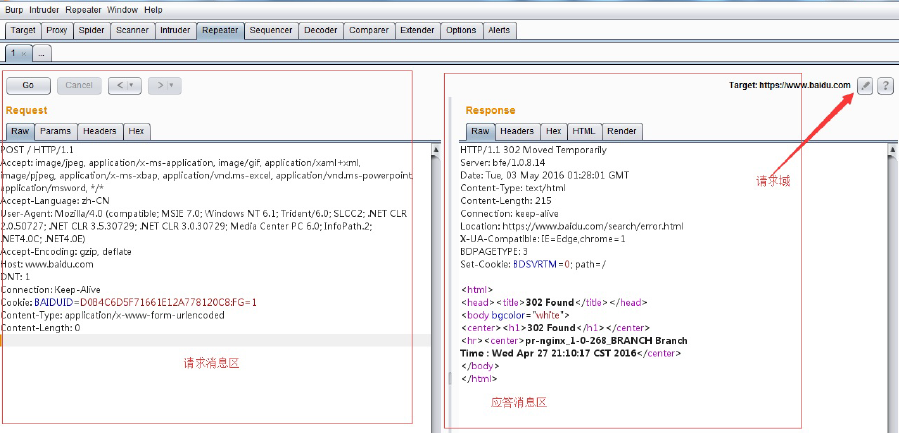 Burp Intruder Repeater Window Help
Target Proxy Spider Scanner Intruder Repeater Sequencer Decoder Comparer Extender Options Alerts
1 × ...
Go Cancel < >
Target: https://www.baidu.com ?
请求域
Request
Raw Params Headers Hex
POST / HTTP/1.1
Accept: image/jpeg, application/x-ms-application, image/gif, application/xaml+xml,
image/pjpeg, application/x-ms-xbap, application/vnd.ms-excel, application/vnd.ms-powerpoint,
application/msword, */*
Accept-Language: zh-CN
User-Agent: Mozilla/4.0 (compatible; MSIE 7.0; Windows NT 6.1; Trident/6.0; SLCC2; .NET CLR
2.0.50727; .NET CLR 3.5.30729; .NET CLR 3.0.30729; Media Center PC 6.0; InfoPath.2;
.NET4.0C; .NET4.0E)
Accept-Encoding: gzip, deflate
Host: www.baidu.com
DNT: 1
Connection: Keep-Alive
Cookie: BAIDUID=D0B4C6D5F71661E12A778120C8:FG=1
Content-Type: application/x-www-form-urlencoded
Content-Length: 0
请求消息区
Response
Raw Headers Hex HTML Render
HTTP/1.1 302 Moved Temporarily
Server: bfe/1.0.8.14
Date: Tue, 03 May 2016 01:28:01 GMT
Content-Type: text/html
Content-Length: 215
Connection: keep-alive
Location: https://www.baidu.com/search/error.html
X-UA-Compatible: IE=Edge,chrome=1
BDPAGETYPE: 3
Set-Cookie: BDSVRTM=0; path=/
<html>
<head><title>302 Found</title></head>
<body bgcolor="white">
<center><h1>302 Found</h1></center>
<hr><center>pr-nginx_1-0-268_BRANCH Branch
Time : Wed Apr 27 21:10:17 CST 2016</center>
</body>
</html>
应答消息区